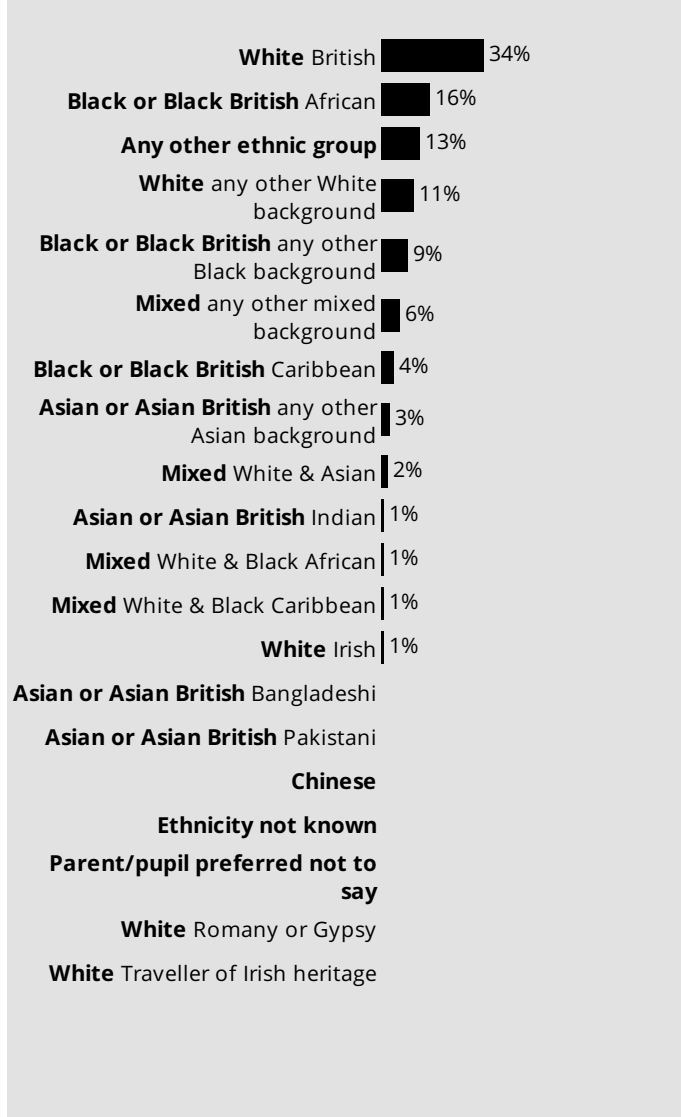 White British 34%
Black or Black British African 16%
Any other ethnic group 13%
White any other White
background 11%
Black or Black British any other
Black background 9%
Mixed any other mixed
background 6%
Black or Black British Caribbean 4%
Asian or Asian British any other
Asian background 3%
Mixed White & Asian 2%
Asian or Asian British Indian 1%
Mixed White & Black African 1%
Mixed White & Black Caribbean 1%
White Irish 1%
Asian or Asian British Bangladeshi
Asian or Asian British Pakistani
Chinese
Ethnicity not known
Parent/pupil preferred not to
say
White Romany or Gypsy
White Traveller of Irish heritage